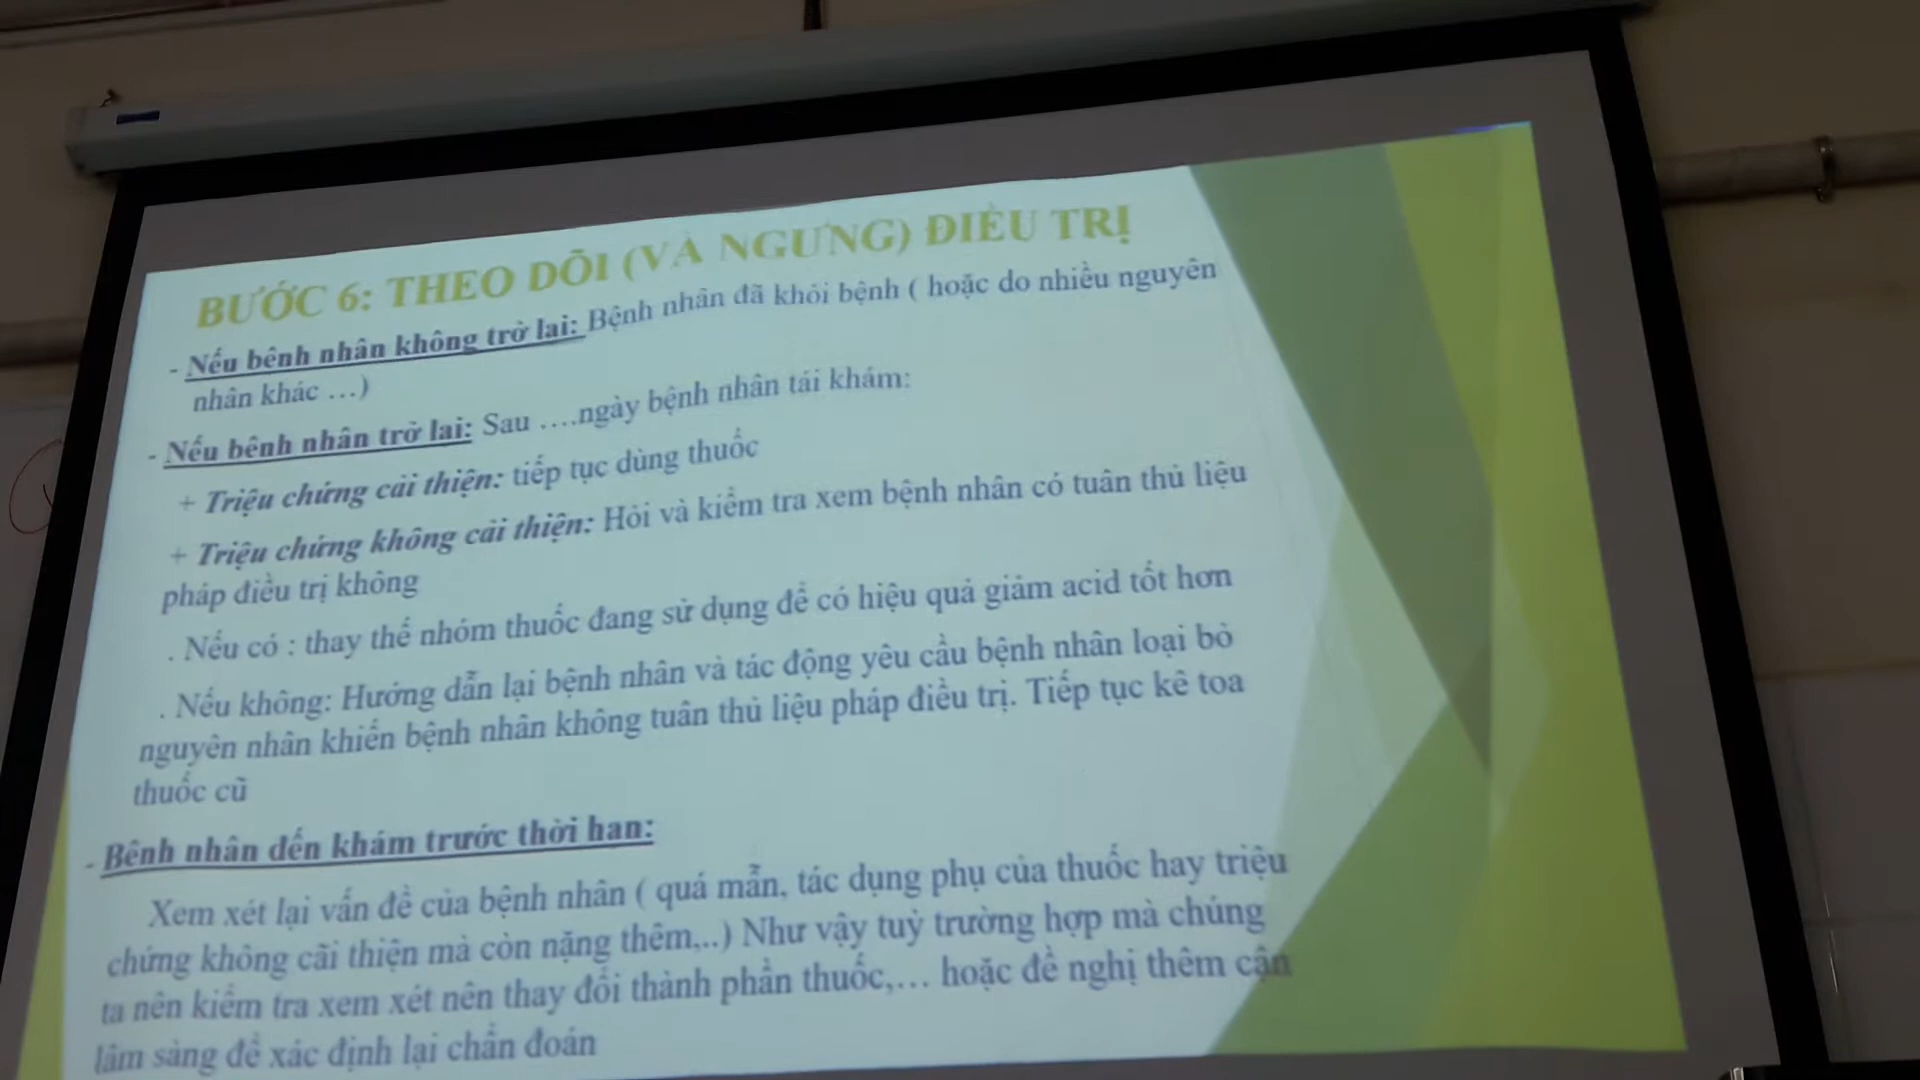 BƯỚC 6: THEO DÕI (VÀ NGƯNG) ĐIỀU TRỊ
- Nếu bệnh nhân không trở lại: Bệnh nhân đã khỏi bệnh ( hoặc do nhiều nguyên
nhân khác …)
- Nếu bệnh nhân trở lại: Sau ….ngày bệnh nhân tái khám:
+ Triệu chứng cải thiện: tiếp tục dùng thuốc
+ Triệu chứng không cải thiện: Hỏi và kiểm tra xem bệnh nhân có tuân thủ liệu
pháp điều trị không
. Nếu có : thay thế nhóm thuốc đang sử dụng để có hiệu quả giảm acid tốt hơn
. Nếu không: Hướng dẫn lại bệnh nhân và tác động yêu cầu bệnh nhân loại bỏ
nguyên nhân khiến bệnh nhân không tuân thủ liệu pháp điều trị. Tiếp tục kê toa
thuốc cũ
- Bệnh nhân đến khám trước thời hạn:
Xem xét lại vấn đề của bệnh nhân ( quá mẫn, tác dụng phụ của thuốc hay triệu
chứng không cãi thiện mà còn nặng thêm,..) Như vậy tuỳ trường hợp mà chúng
ta nên kiểm tra xem xét nên thay đổi thành phần thuốc,… hoặc đề nghị thêm cận
lâm sàng để xác định lại chẩn đoán